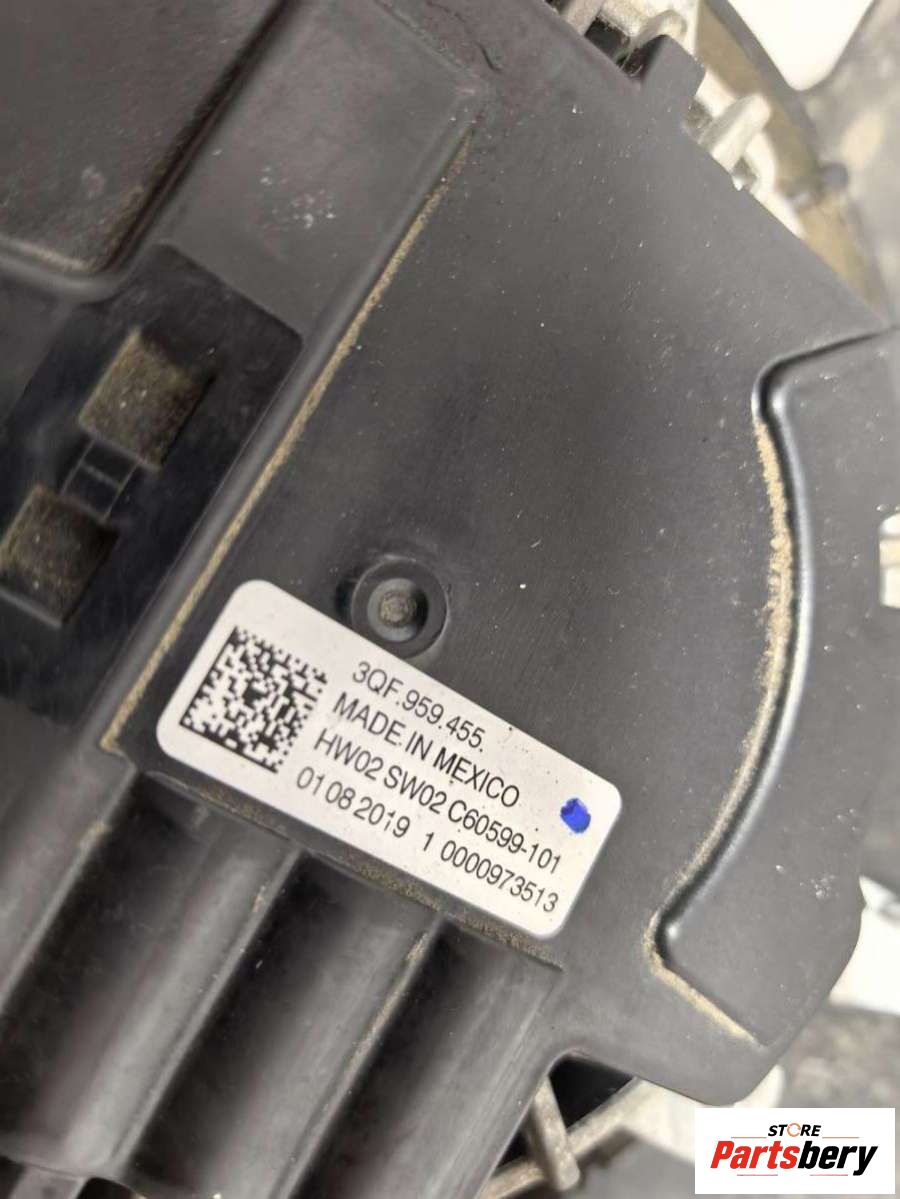 3QF.959.455.
MADE IN MEXICO
HW02 SW02 C60599-101
01 08 2019 1 0000973513
STORE
Partsbery